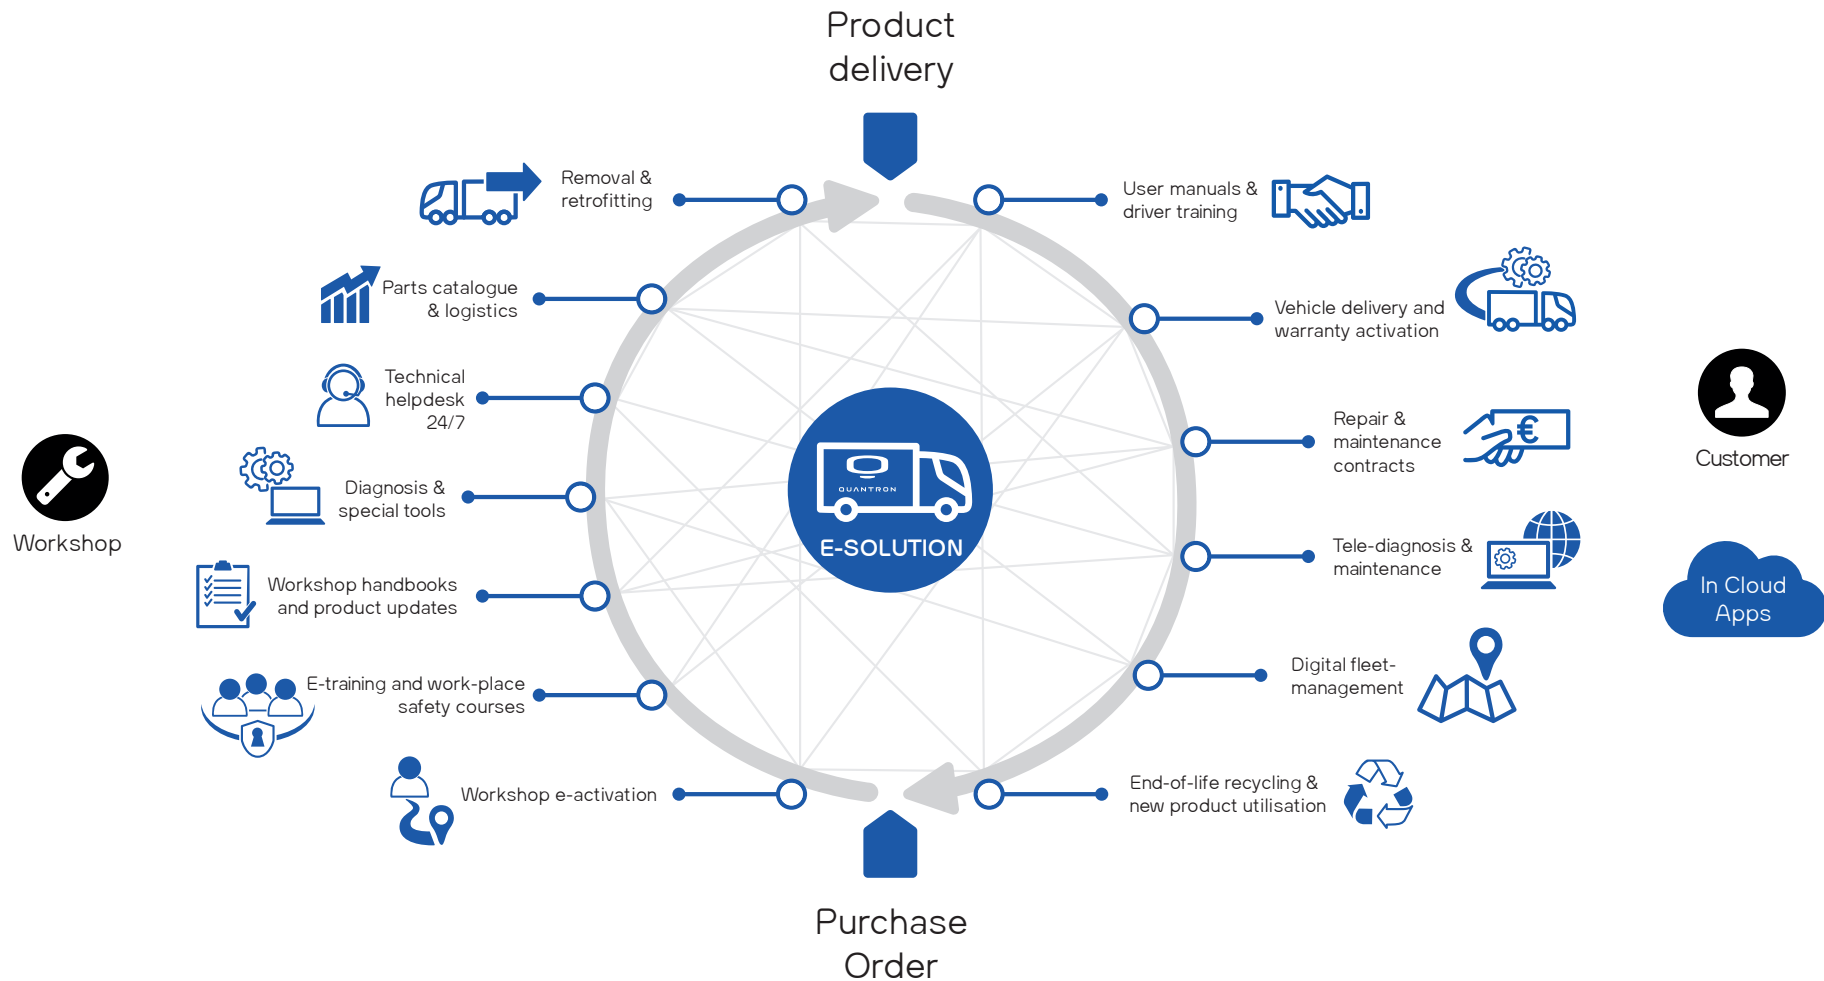 Product
delivery
Removal &
retrofitting
Parts catalogue
& logistics
Technical
helpdesk
24/7
Diagnosis &
special tools
Workshop handbooks
and product updates
E-training and work-place
safety courses
Workshop e-activation
Workshop
QUANTRON
E-SOLUTION
User manuals &
driver training
Vehicle delivery and
warranty activation
Repair &
maintenance
contracts
€
Tele-diagnosis &
maintenance
Digital fleet-
management
End-of-life recycling &
new product utilisation
Customer
In Cloud
Apps
Purchase
Order